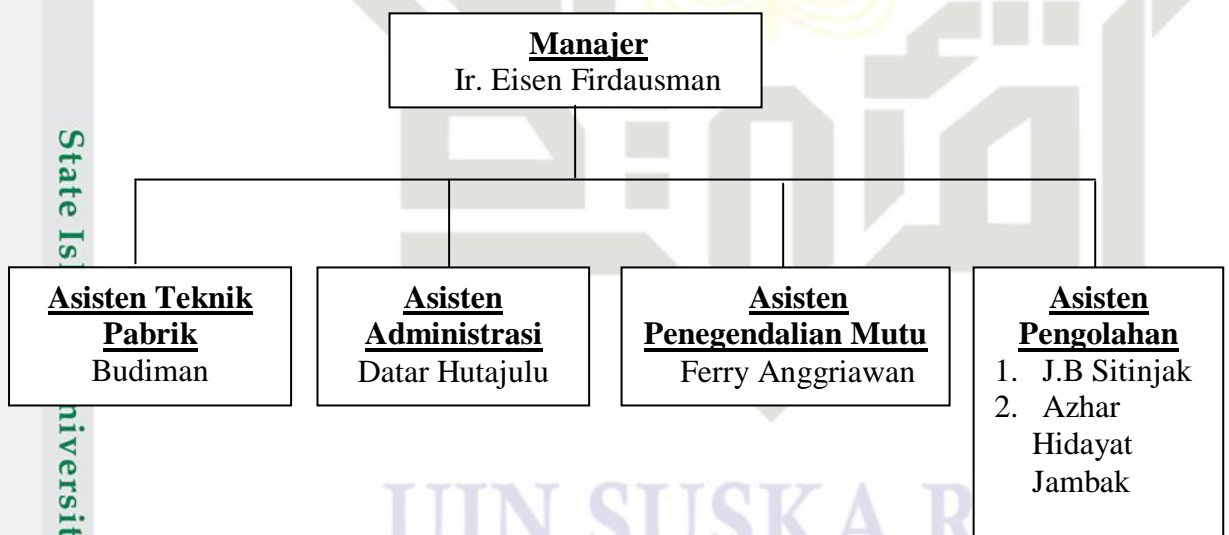 Manajer
Ir. Eisen Firdausman
Asisten Teknik
Pabrik
Budiman
Asisten
Administrasi
Datar Hutajulu
Asisten
Penegendalian Mutu
Ferry Anggriawan
Asisten
Pengolahan
1. J.B Sitinjak
2. Azhar
Hidayat
Jambak
State Is
niversit
UIN SUSKA R